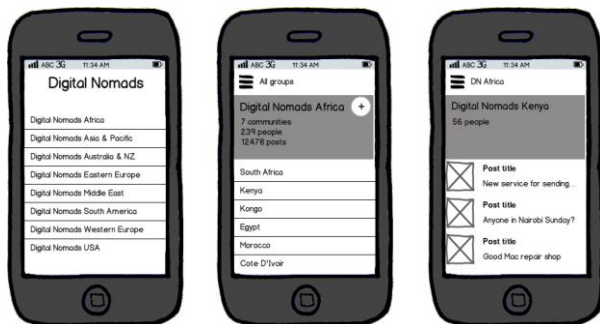 ABC 3G 11:34 AM
Digital Nomads
Digital Nomads Africa
Digital Nomads Asia & Pacific
Digital Nomads Australia & NZ
Digital Nomads Eastern Europe
Digital Nomads Middle East
Digital Nomads South America
Digital Nomads Western Europe
Digital Nomads USA
ABC 3G 11:34 AM
All groups
Digital Nomads Africa +
7 communities
239 people
12478 posts
South Africa
Kenya
Kongo
Egypt
Morocco
Cote D'Ivoir
ABC 3G 11:34 AM
DN Africa
Digital Nomads Kenya
56 people
Post title
New service for sending...
Post title
Anyone in Nairobi Sunday?
Post title
Good Mac repair shop